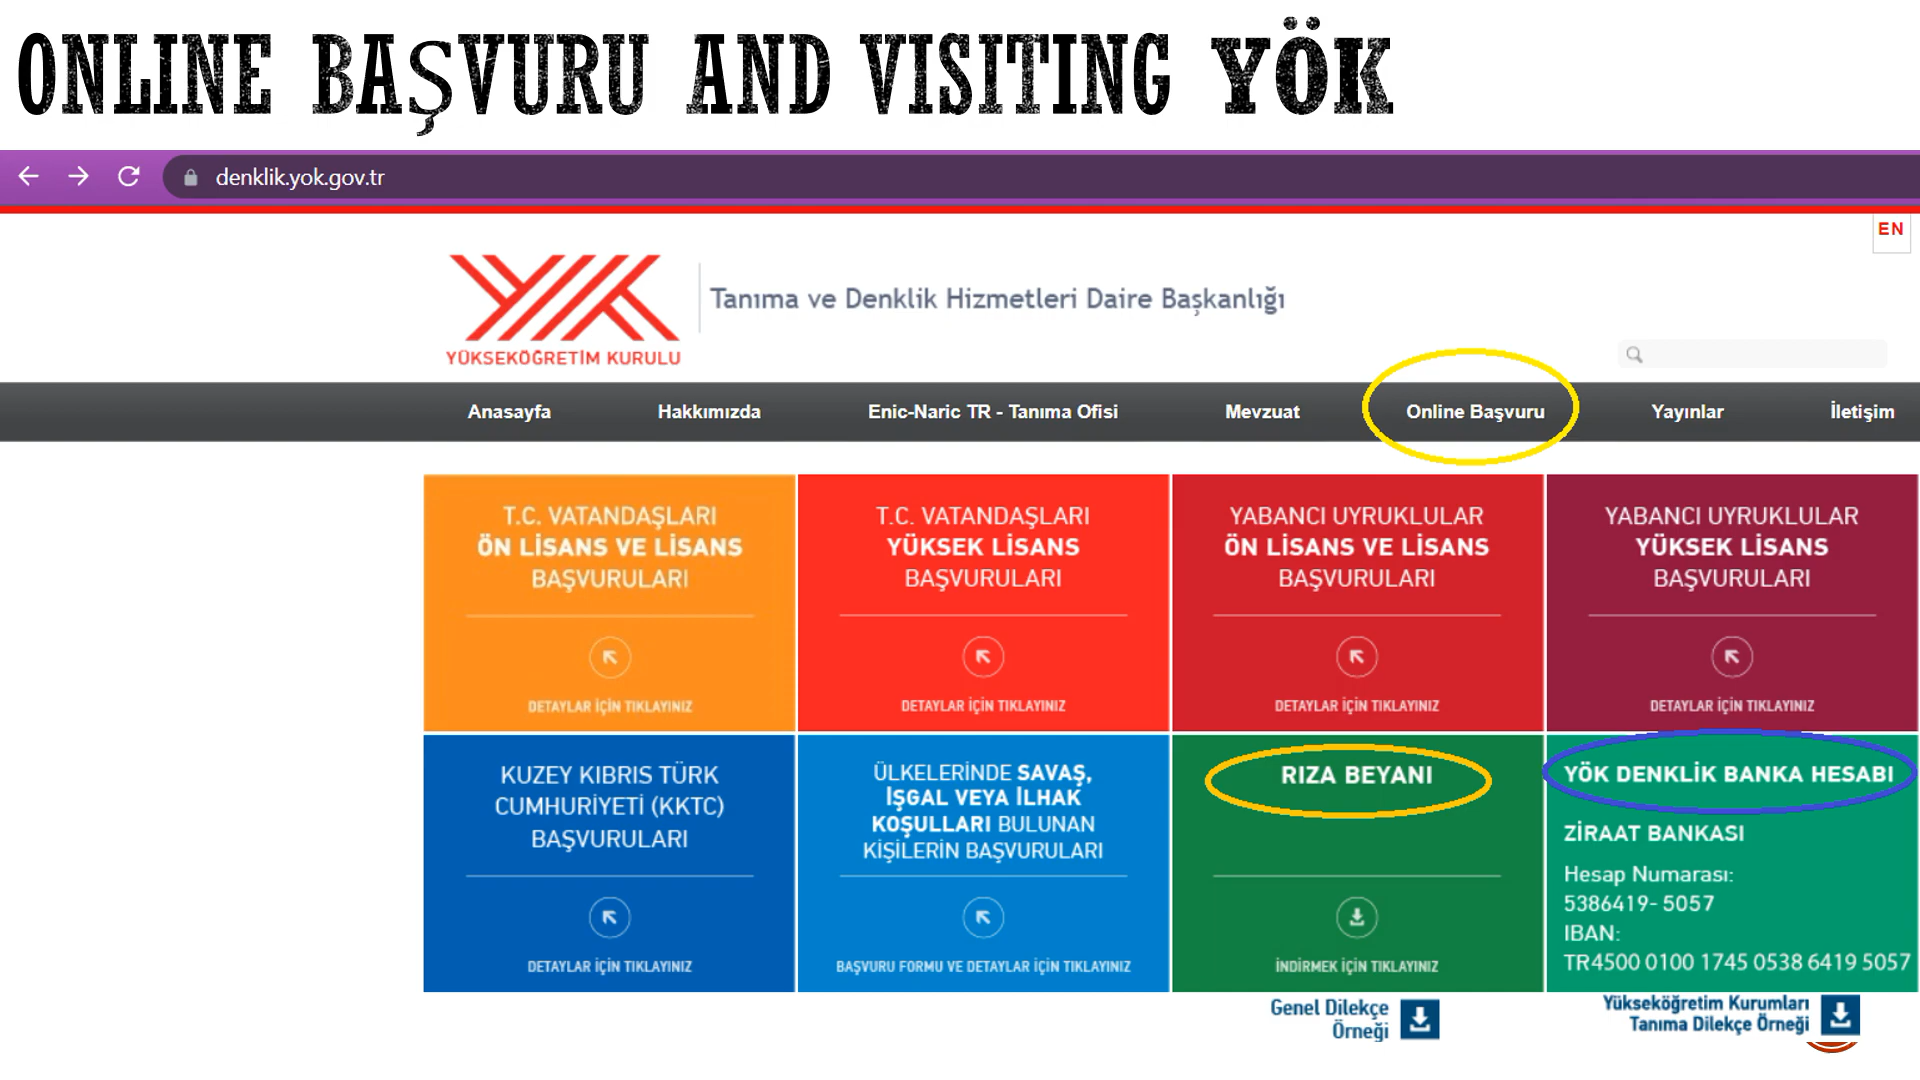 ONLINE BAŞVURU AND VISITING YÖK
denklik.yok.gov.tr
EN
Tanıma ve Denklik Hizmetleri Daire Başkanlığı
YÜKSEKÖĞRETİM KURULU
Anasayfa
Hakkımızda
Enic-Naric TR - Tanıma Ofisi
Mevzuat
Online Başvuru
Yayınlar
İletişim
T.C. VATANDAŞLARI
ÖN LİSANS VE LİSANS
BAŞVURULARI
DETAYLAR İÇİN TIKLAYINIZ
T.C. VATANDAŞLARI
YÜKSEK LİSANS
BAŞVURULARI
DETAYLAR İÇİN TIKLAYINIZ
YABANCI UYRUKLULAR
ÖN LİSANS VE LİSANS
BAŞVURULARI
DETAYLAR İÇİN TIKLAYINIZ
YABANCI UYRUKLULAR
YÜKSEK LİSANS
BAŞVURULARI
DETAYLAR İÇİN TIKLAYINIZ
KUZEY KIBRIS TÜRK
CUMHURİYETİ (KKTC)
BAŞVURULARI
DETAYLAR İÇİN TIKLAYINIZ
ÜLKELERİNDE SAVAŞ,
İŞGAL VEYA İLHAK
KOŞULLARI BULUNAN
KİŞİLERİN BAŞVURULARI
BAŞVURU FORMU VE DETAYLAR İÇİN TIKLAYINIZ
RIZA BEYANI
İNDİRMEK İÇİN TIKLAYINIZ
YÖK DENKLİK BANKA HESABI
ZİRAAT BANKASI
Hesap Numarası:
5386419- 5057
IBAN:
TR4500 0100 1745 0538 6419 5057
Genel Dilekçe
Örneği
Yükseköğretim Kurumları
Tanıma Dilekçe Örneği